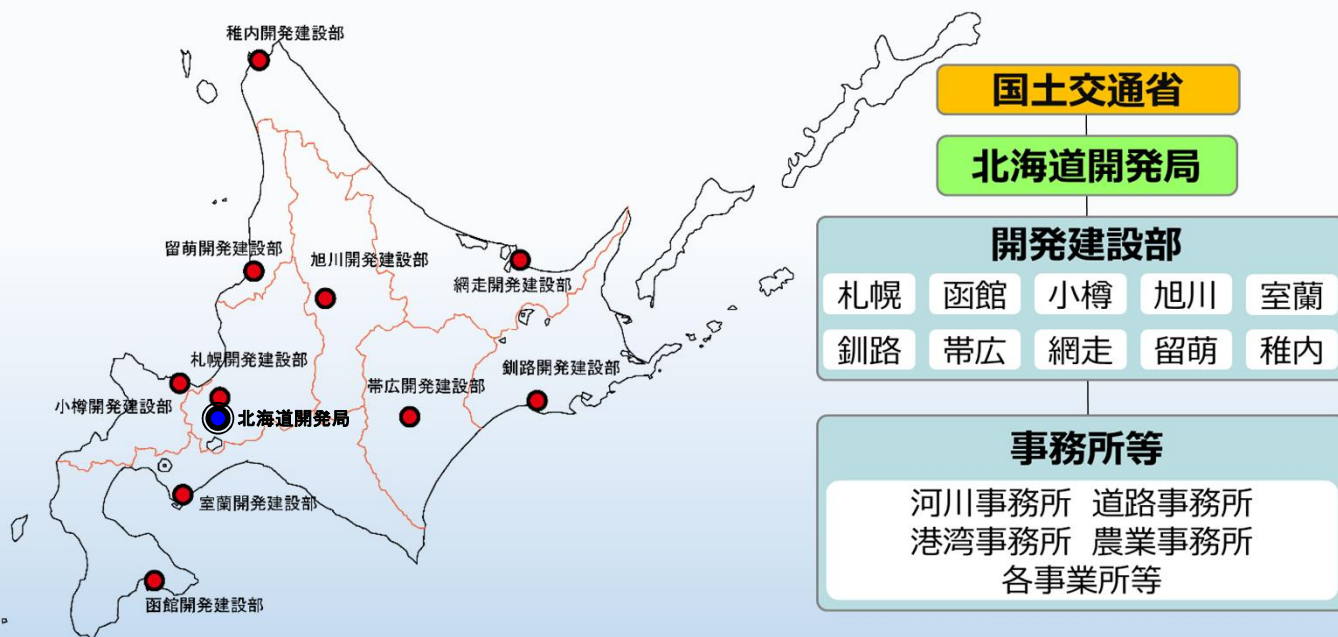 稚内開発建設部
留萌開発建設部
旭川開発建設部
網走開発建設部
札幌開発建設部
小樽開発建設部
北海道開発局
帯広開発建設部
釧路開発建設部
室蘭開発建設部
函館開発建設部
国土交通省
北海道開発局
開発建設部
札幌 函館 小樽 旭川 室蘭
釧路 帯広 網走 留萌 稚内
事務所等
河川事務所 道路事務所
港湾事務所 農業事務所
各事業所等